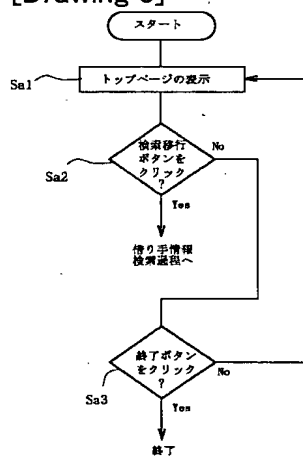 [Drawing 3]
スタート
トップページの表示
Sa1
検索移行
ボタンを
クリック
?
No
Sa2
Yes
借り手情報
検索過程へ
終了ボタン
をクリック
?
No
Sa3
Yes
終了